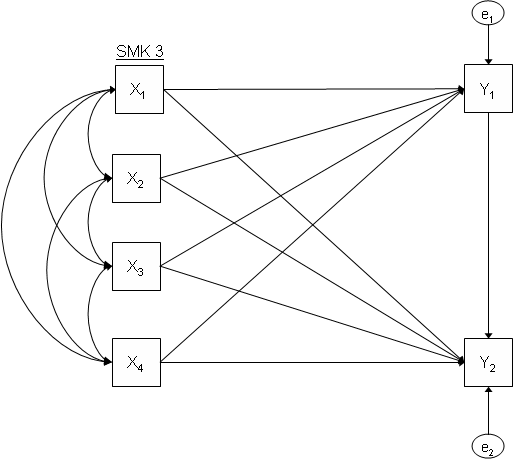 e₁
SMK 3
X₁
Y₁
X₂
X₃
X₄
Y₂
e₂